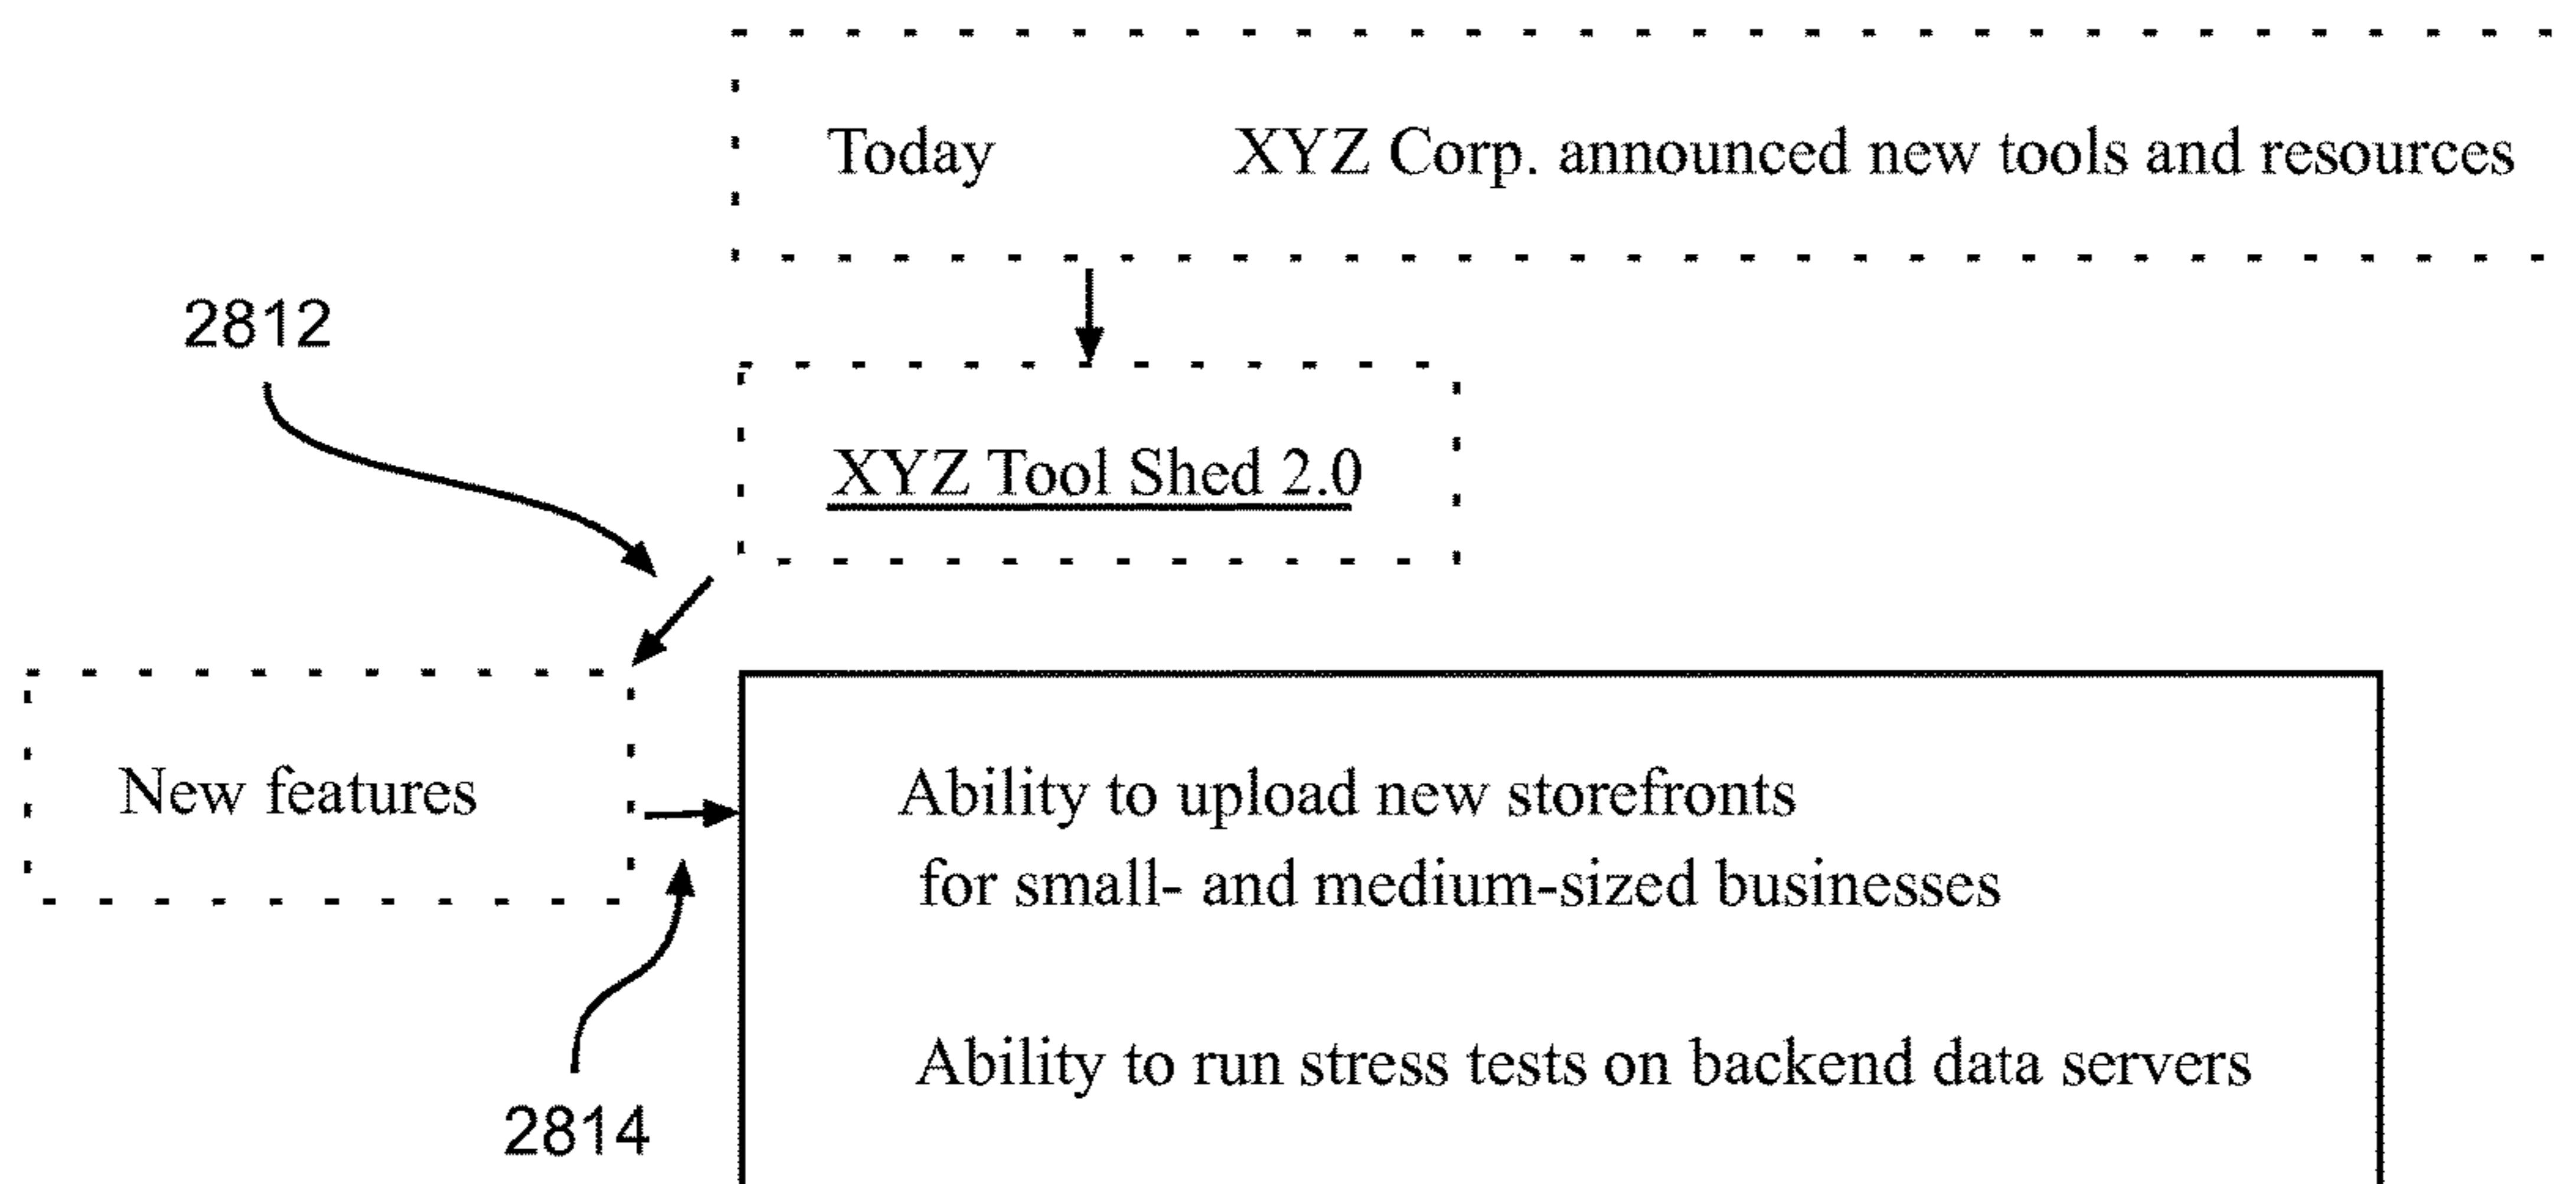 Today XYZ Corp. announced new tools and resources
2812
XYZ Tool Shed 2.0
New features
Ability to upload new storefronts
for small- and medium-sized businesses
Ability to run stress tests on backend data servers
2814